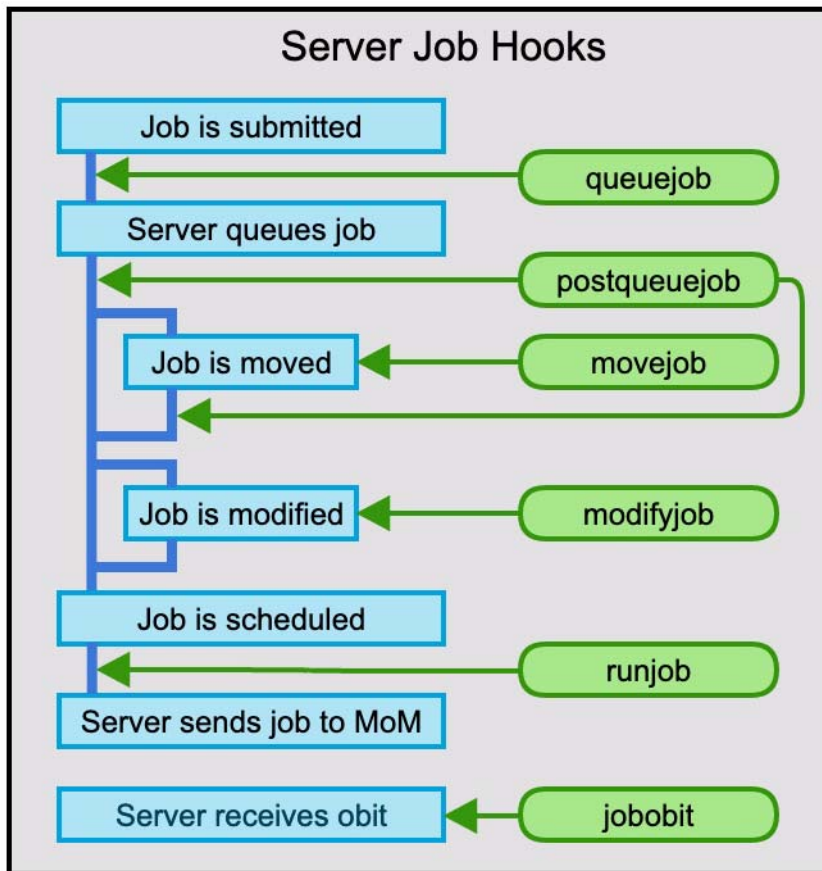 Server Job Hooks
Job is submitted
queuejob
Server queues job
postqueuejob
Job is moved
movejob
Job is modified
modifyjob
Job is scheduled
runjob
Server sends job to MoM
Server receives obit
jobobit